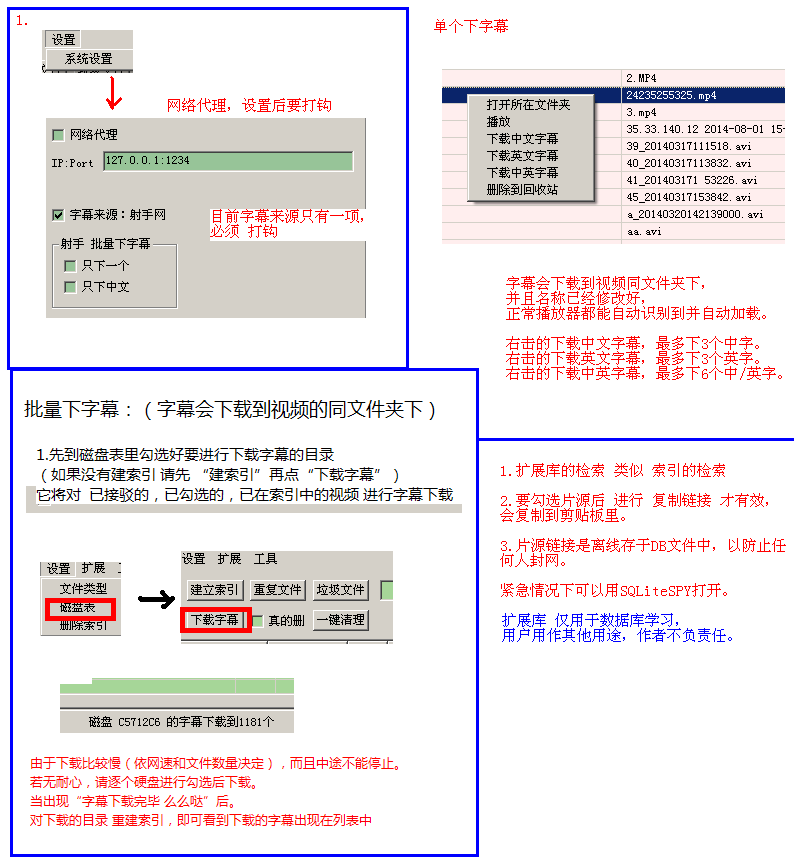 1.
设置
系统设置
网络代理，设置后要打钩
网络代理
IP:Port 127.0.0.1:1234
字幕来源：射手网
目前字幕来源只有一项，
必须 打钩
射手 批量下字幕
只下一个
只下中文
单个下字幕
2.MP4
24235255325.mp4
3.mp4
35.33.140.12 2014-08-01 15-
39_20140317111518.avi
40_20140317113832.avi
41_201403171 53226.avi
45_20140317153842.avi
a_20140320142139000.avi
aa.avi
打开所在文件夹
播放
下载中文字幕
下载英文字幕
下载中英字幕
删除到回收站
字幕会下载到视频同文件夹下，
并且名称已经修改好，
正常播放器都能自动识别到并自动加载。
右击的下载中文字幕，最多下3个中字。
右击的下载英文字幕，最多下3个英字。
右击的下载中英字幕，最多下6个中/英字。
批量下字幕：（字幕会下载到视频的同文件夹下）
1.先到磁盘表里勾选好要进行下载字幕的目录
（如果没有建索引 请先 “建索引”再点“下载字幕”）
它将对 已接驳的，已勾选的，已在索引中的视频 进行字幕下载
设置 扩展
文件类型
磁盘表
删除索引
设置 扩展 工具
建立索引 重复文件 垃圾文件
下载字幕 真的删 一键清理
磁盘 C5712C6 的字幕下载到1181个
由于下载比较慢（依网速和文件数量决定），而且中途不能停止。
若无耐心，请逐个硬盘进行勾选后下载。
当出现“字幕下载完毕 么么哒”后。
对下载的目录 重建索引，即可看到下载的字幕出现在列表中
1.扩展库的检索 类似 索引的检索
2.要勾选片源后 进行 复制链接 才有效，
会复制到剪贴板里。
3.片源链接是离线存于DB文件中，以防止任
何人封网。
紧急情况下可以用SQLiteSPY打开。
扩展库 仅用于数据库学习，
用户用作其他用途，作者不负责任。